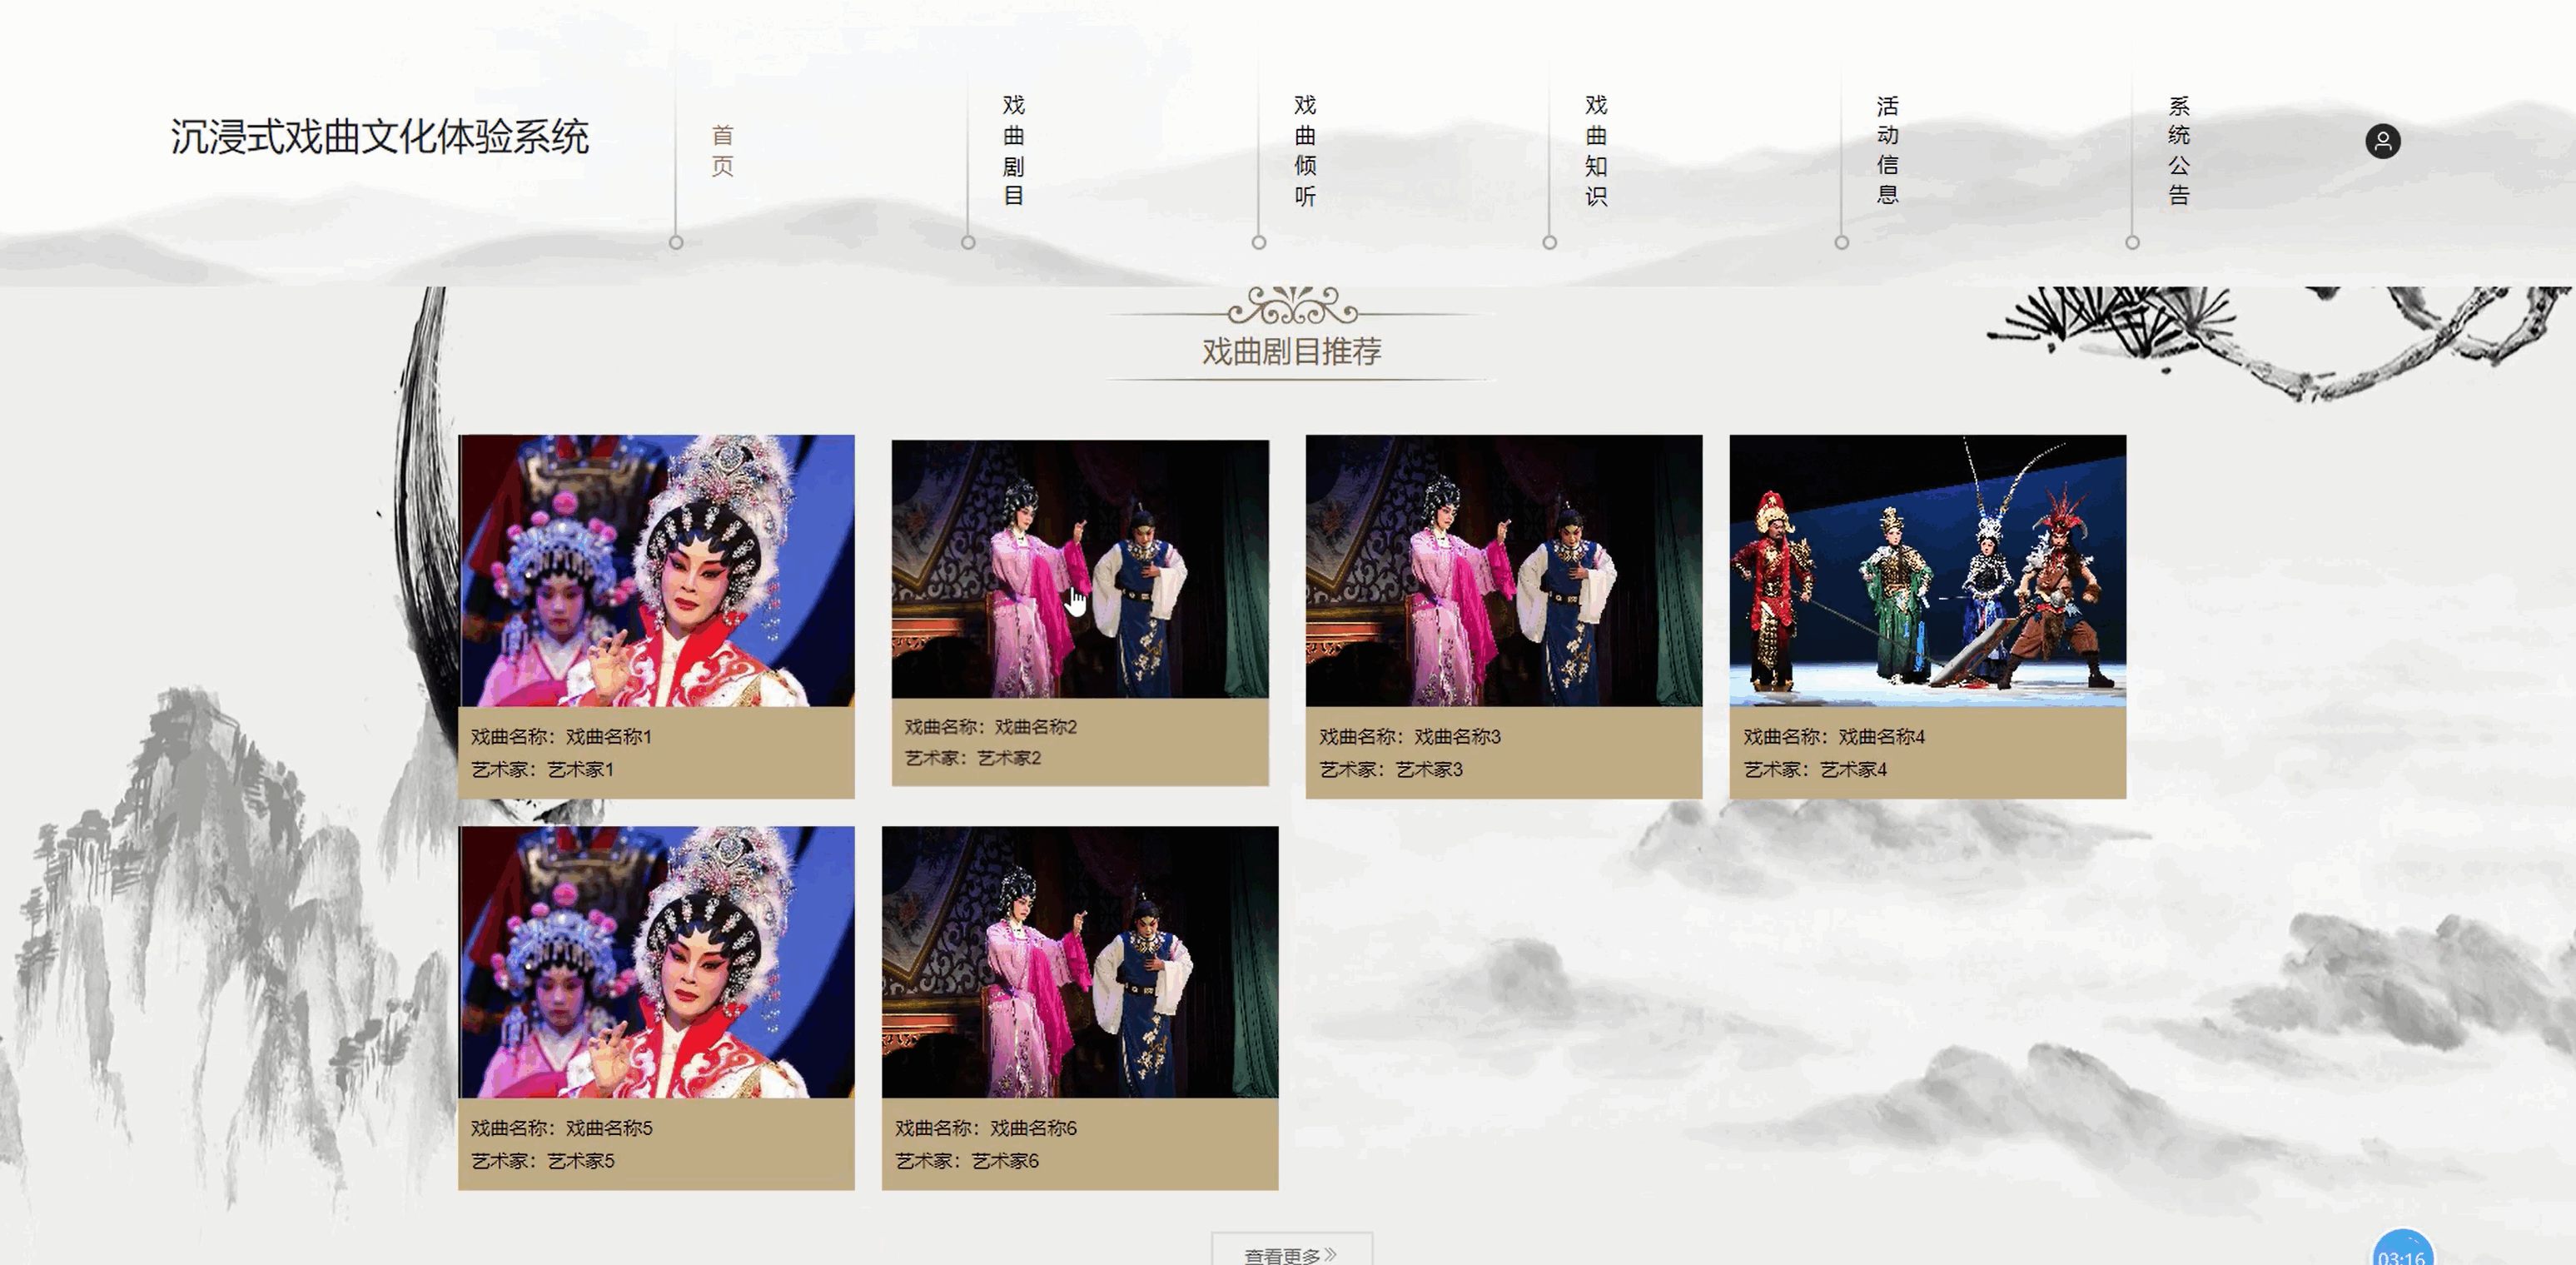 沉浸式戏曲文化体验系统
首页
戏曲剧目
戏曲倾听
戏曲知识
活动信息
系统公告
戏曲剧目推荐
戏曲名称：戏曲名称1
艺术家：艺术家1
戏曲名称：戏曲名称2
艺术家：艺术家2
戏曲名称：戏曲名称3
艺术家：艺术家3
戏曲名称：戏曲名称4
艺术家：艺术家4
戏曲名称：戏曲名称5
艺术家：艺术家5
戏曲名称：戏曲名称6
艺术家：艺术家6
查看更多
03:16